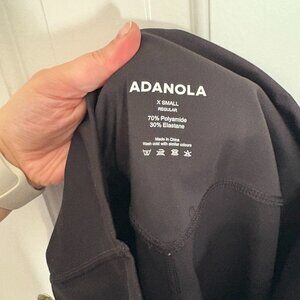 ADANOLA
X SMALL
REGULAR
70% Polyamide
30% Elastane
Made in China
Wash cold with similar colours